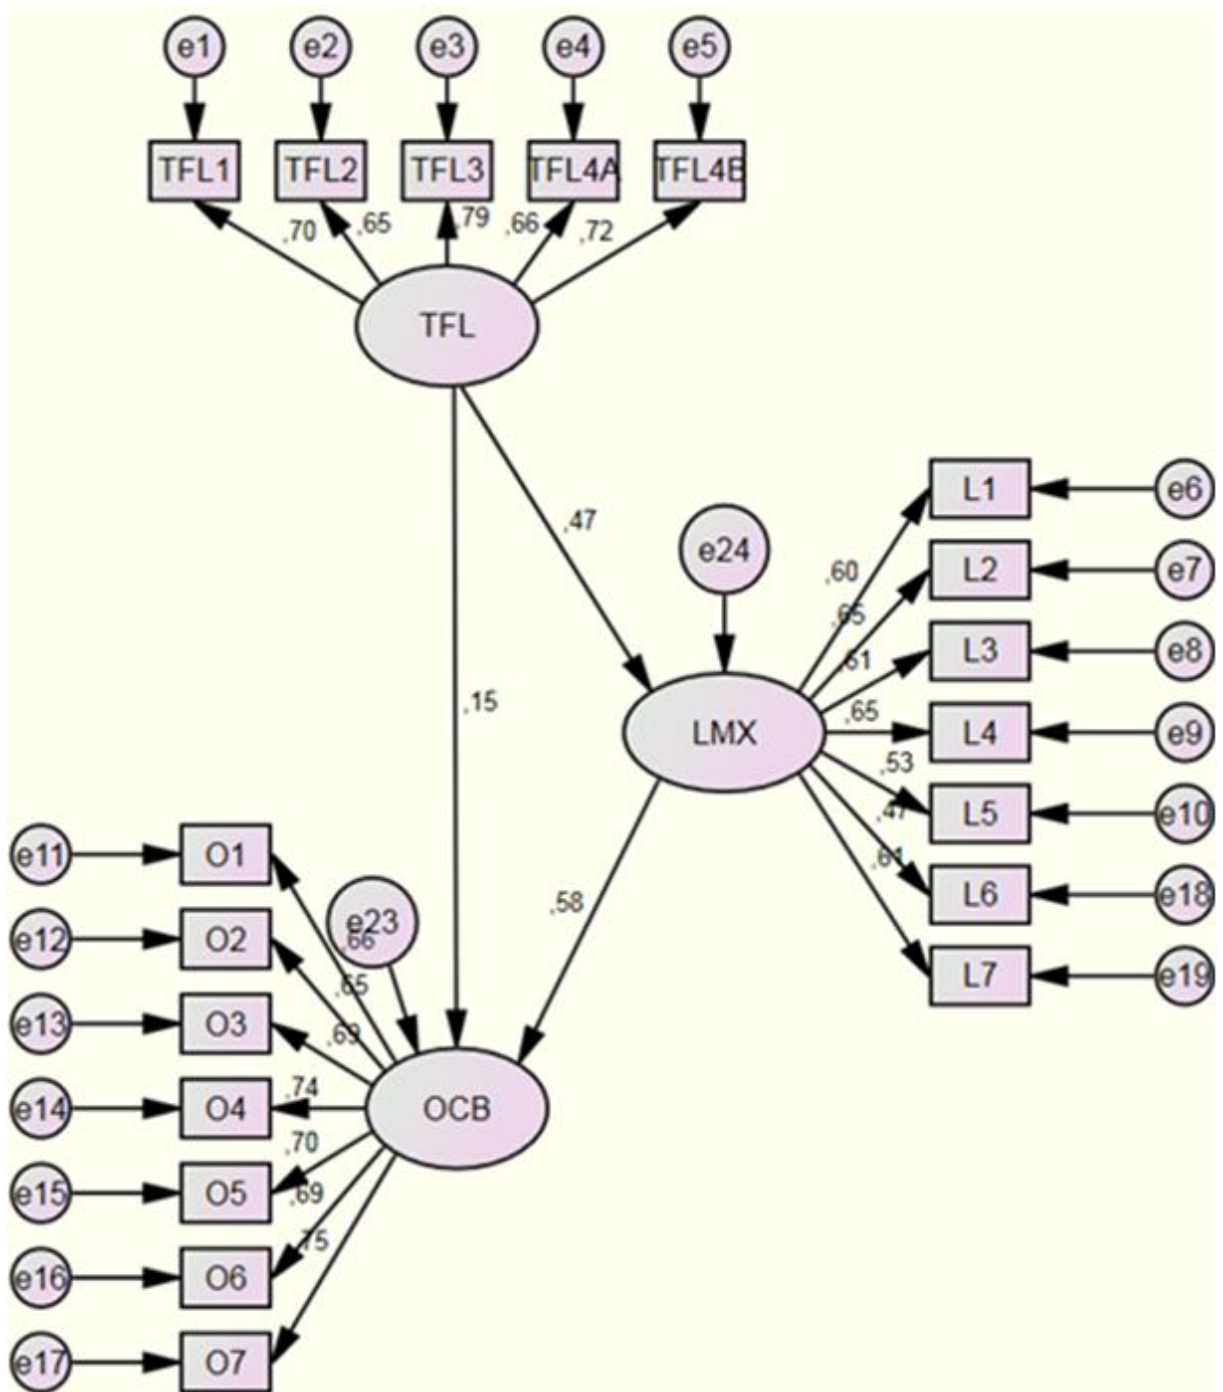 e1 e2 e3 e4 e5
TFL1 TFL2 TFL3 TFL4A TFL4B
,70 ,65 ,79 ,66 ,72
TFL
,47
,15
e24
LMX
,58
,60
,65
,61
,65
,53
,47
,61
L1 e6
L2 e7
L3 e8
L4 e9
L5 e10
L6 e18
L7 e19
e11 O1
e12 O2
e13 O3
e14 O4
e15 O5
e16 O6
e17 O7
e23
,66
,65
,69
,74
,70
,69
,75
OCB